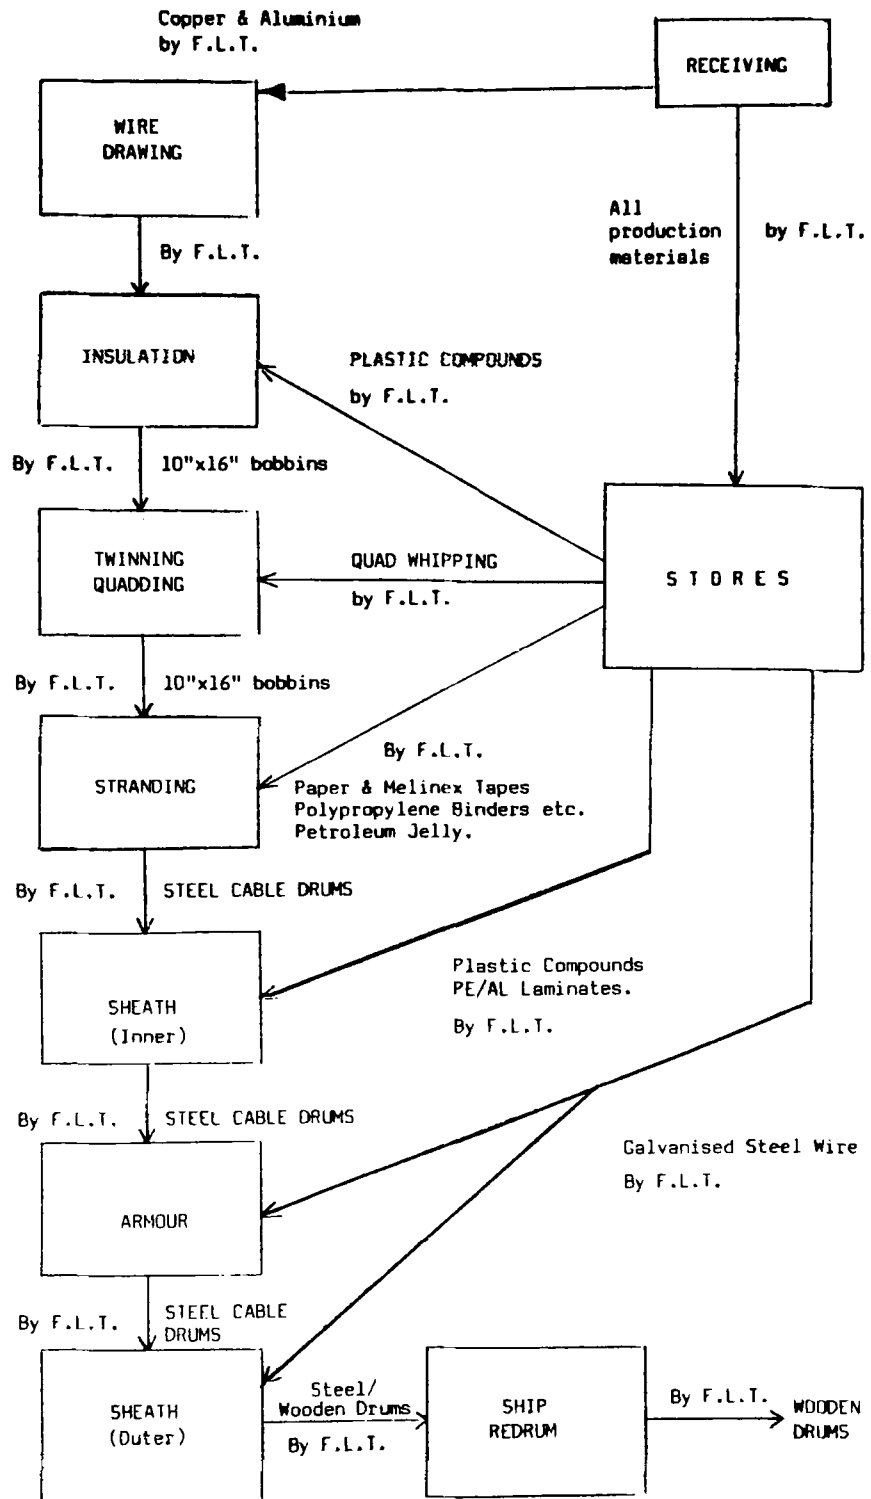 Copper & Aluminium
by F.L.T.
RECEIVING
WIRE
DRAWING
All
production
materials
by F.L.T.
By F.L.T.
INSULATION
PLASTIC COMPOUNDS
by F.L.T.
By F.L.T.
10"x16" bobbins
TWINNING
QUADDING
QUAD WHIPPING
by F.L.T.
STORES
By F.L.T.
10"x16" bobbins
STRANDING
By F.L.T.
Paper & Melinex Tapes
Polypropylene Binders etc.
Petroleum Jelly.
By F.L.T.
STEEL CABLE DRUMS
SHEATH
(Inner)
Plastic Compounds
PE/AL Laminates.
By F.L.T.
By F.L.T.
STEEL CABLE DRUMS
ARMOUR
Galvanised Steel Wire
By F.L.T.
By F.L.T.
STEEL CABLE
DRUMS
SHEATH
(Outer)
Steel/
Wooden Drums
By F.L.T.
SHIP
REDRUM
By F.L.T.
WOODEN
DRUMS